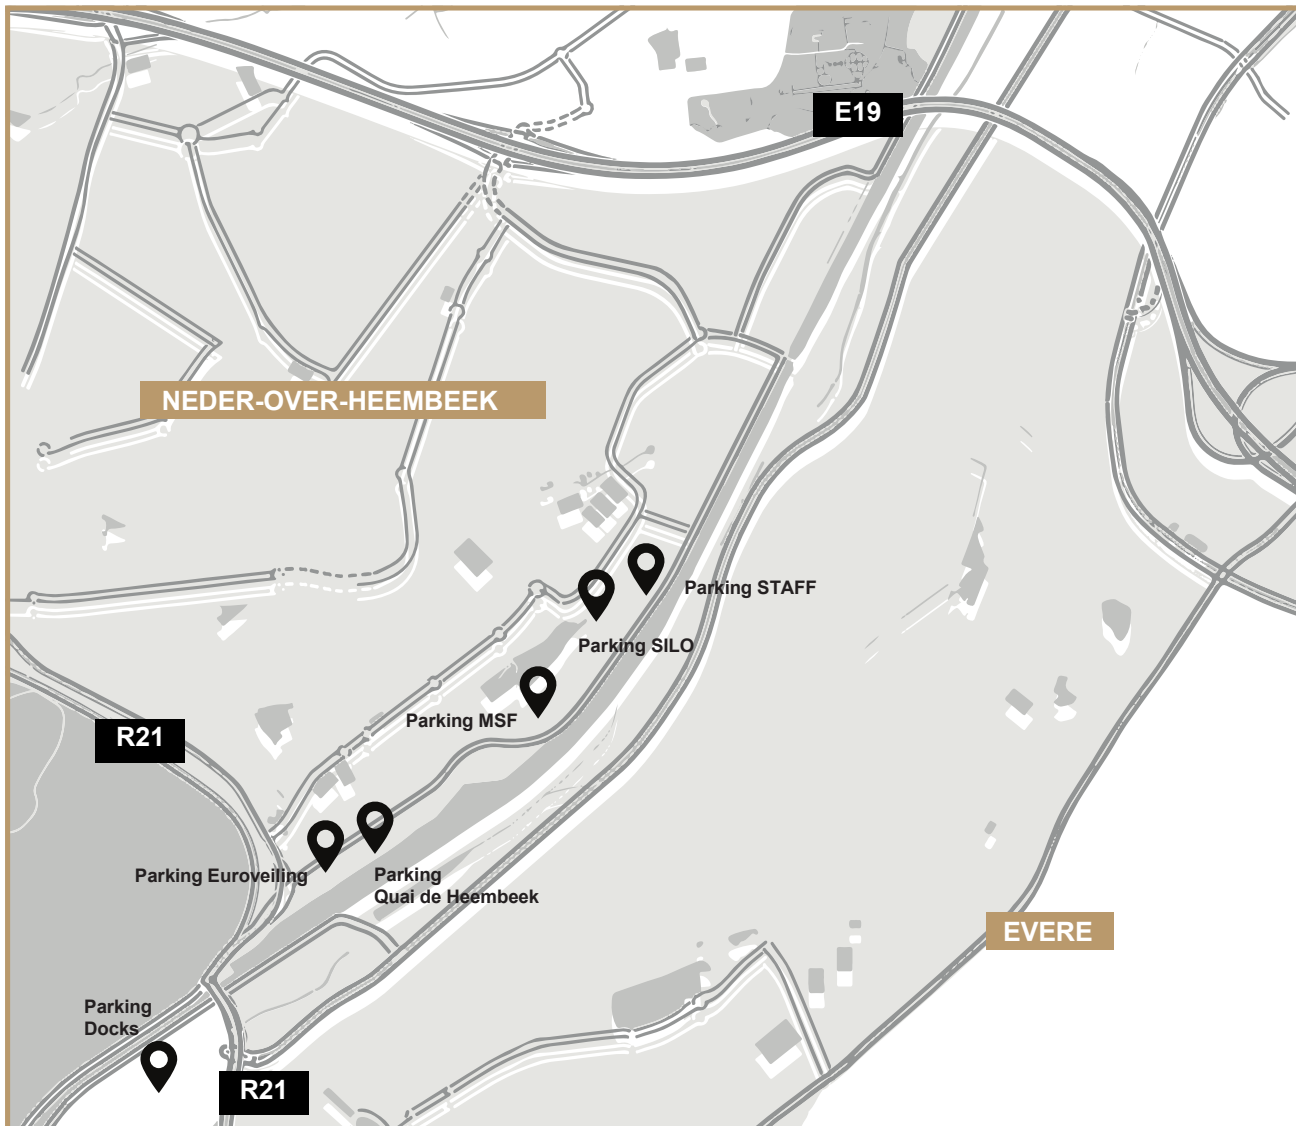 E19
NEDER-OVER-HEEMBEEK
Parking STAFF
Parking SILO
Parking MSF
R21
Parking Euroveiling
Parking
Quai de Heembeek
EVERE
Parking
Docks
R21